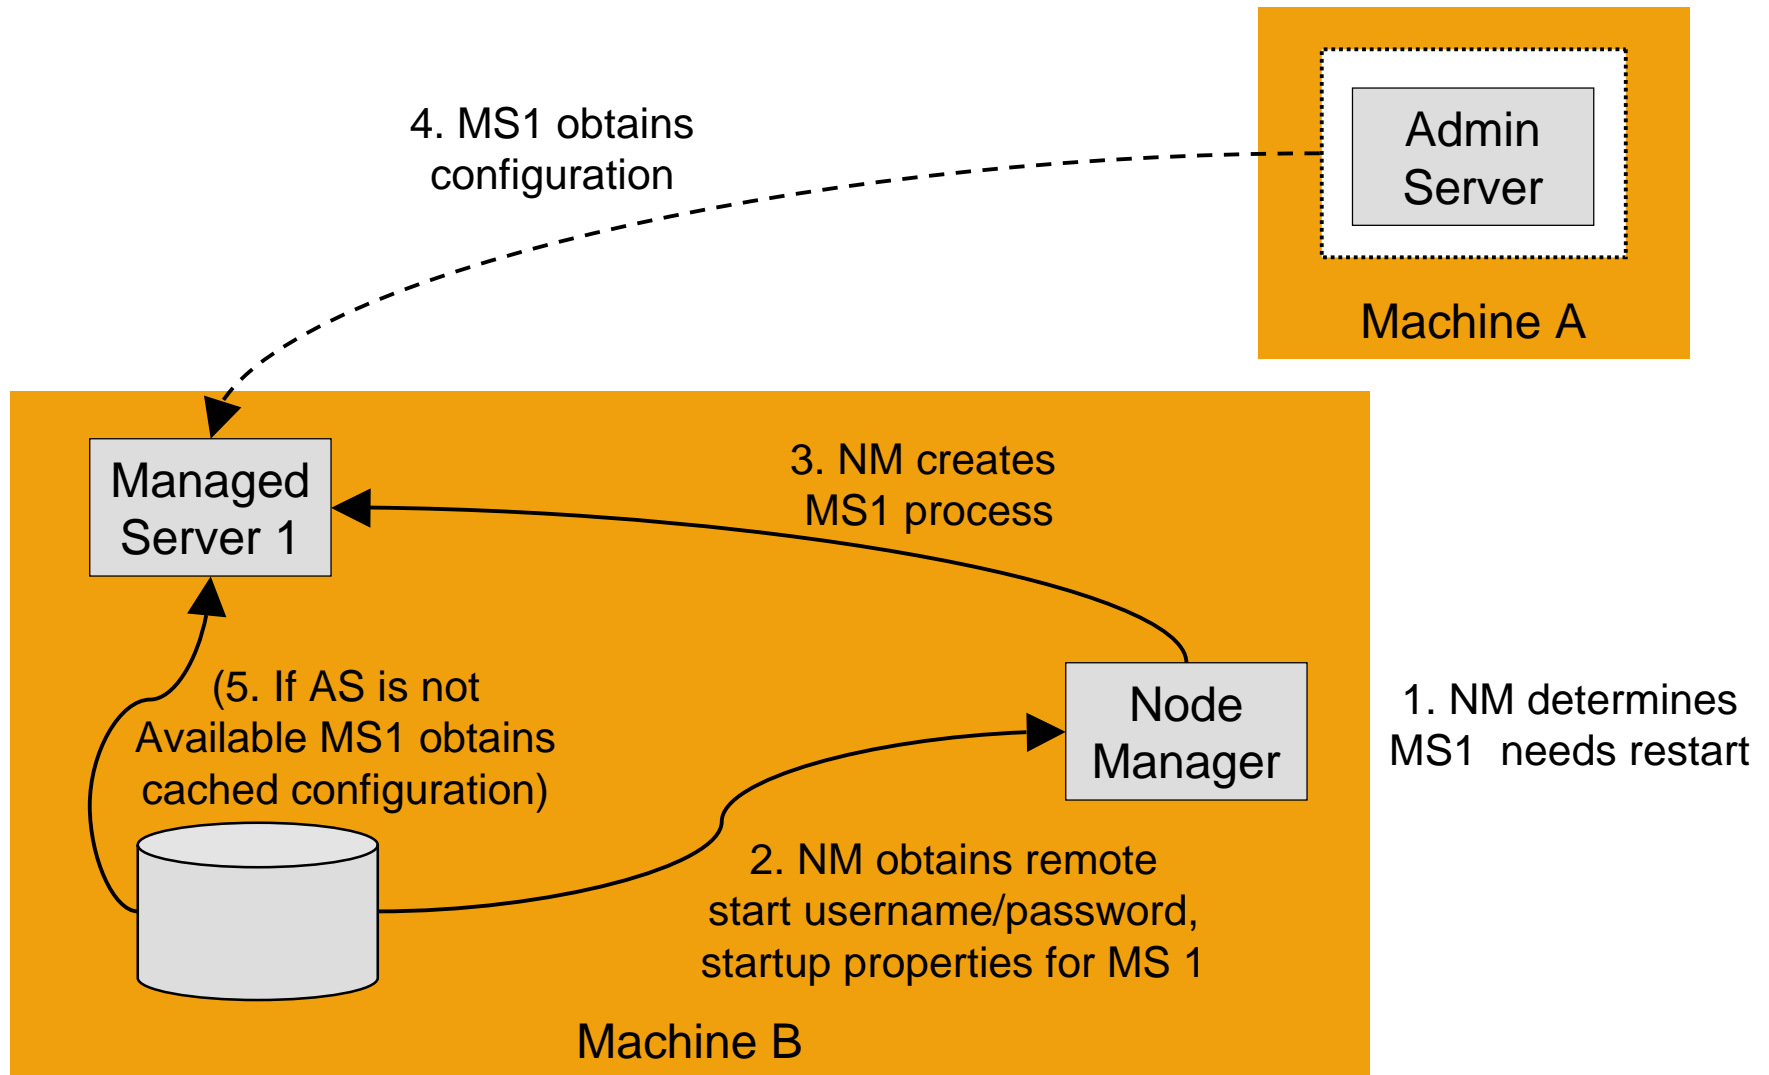 4. MS1 obtains
configuration
Admin
Server
Machine A
Managed
Server 1
3. NM creates
MS1 process
(5. If AS is not
Available MS1 obtains
cached configuration)
Node
Manager
1. NM determines
MS1  needs restart
2. NM obtains remote
start username/password,
startup properties for MS 1
Machine B